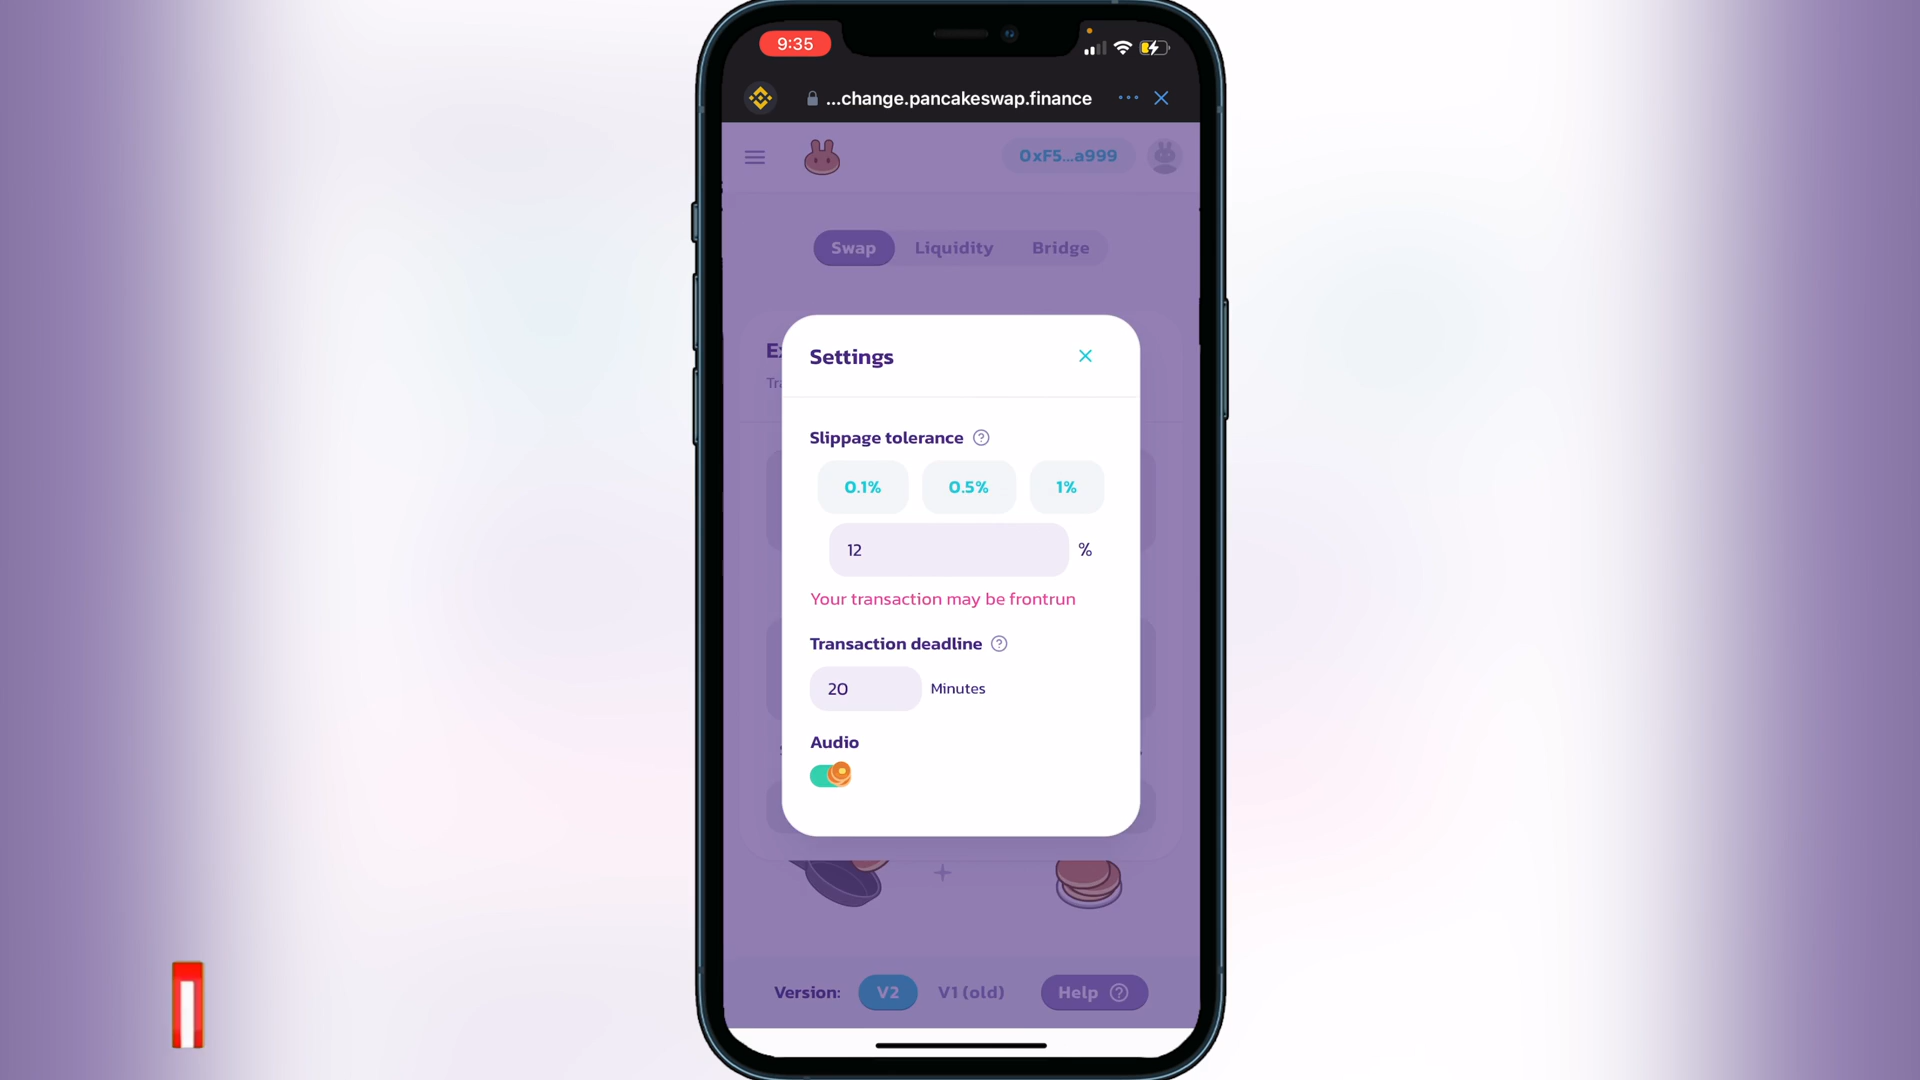 9:35
...change.pancakeswap.finance
0xF5...a999
Swap Liquidity Bridge
Settings
Slippage tolerance ?
0.1% 0.5% 1%
12 %
Your transaction may be frontrun
Transaction deadline ?
20 Minutes
Audio
Version: V2 V1 (old) Help ?